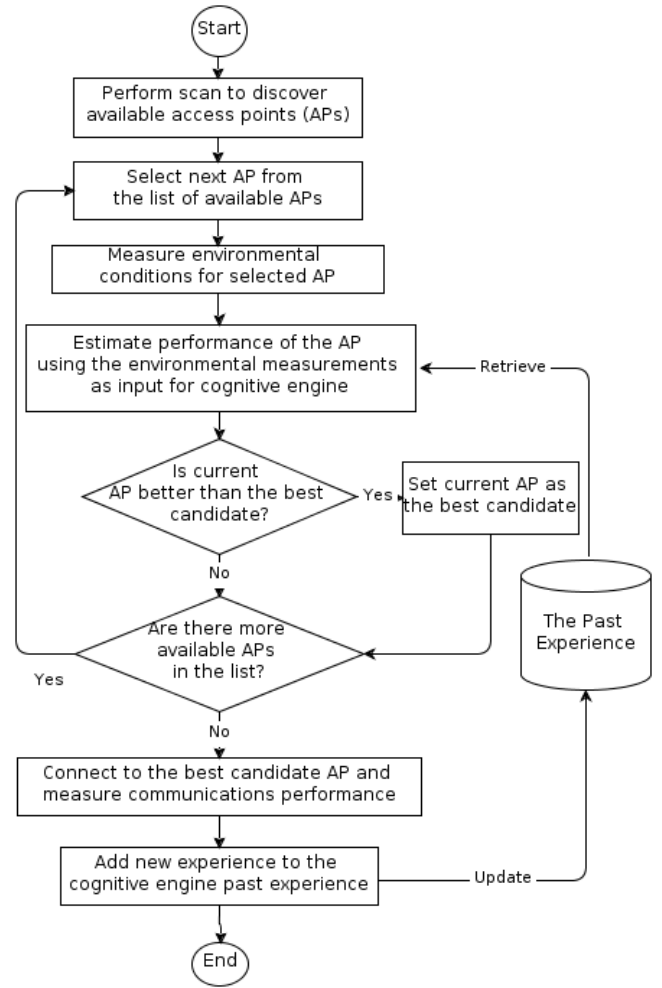 Start
Perform scan to discover
available access points (APs)
Select next AP from
the list of available APs
Measure environmental
conditions for selected AP
Estimate performance of the AP
using the environmental measurements
as input for cognitive engine
Retrieve
Is current
AP better than the best
candidate?
Yes
Set current AP as
the best candidate
No
The Past
Experience
Are there more
available APs
in the list?
Yes
No
Connect to the best candidate AP and
measure communications performance
Add new experience to the
cognitive engine past experience
Update
End